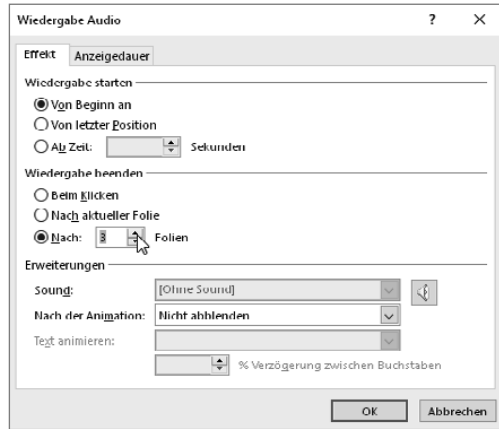 Wiedergabe Audio ? ×
Effekt Anzeigedauer
Wiedergabe starten
Von Beginn an
Von letzter Position
Ab Zeit: Sekunden
Wiedergabe beenden
Beim Klicken
Nach aktueller Folie
Nach: 3 Folien
Erweiterungen
Sound: [Ohne Sound]
Nach der Animation: Nicht abblenden
Text animieren:
% Verzögerung zwischen Buchstaben
OK Abbrechen